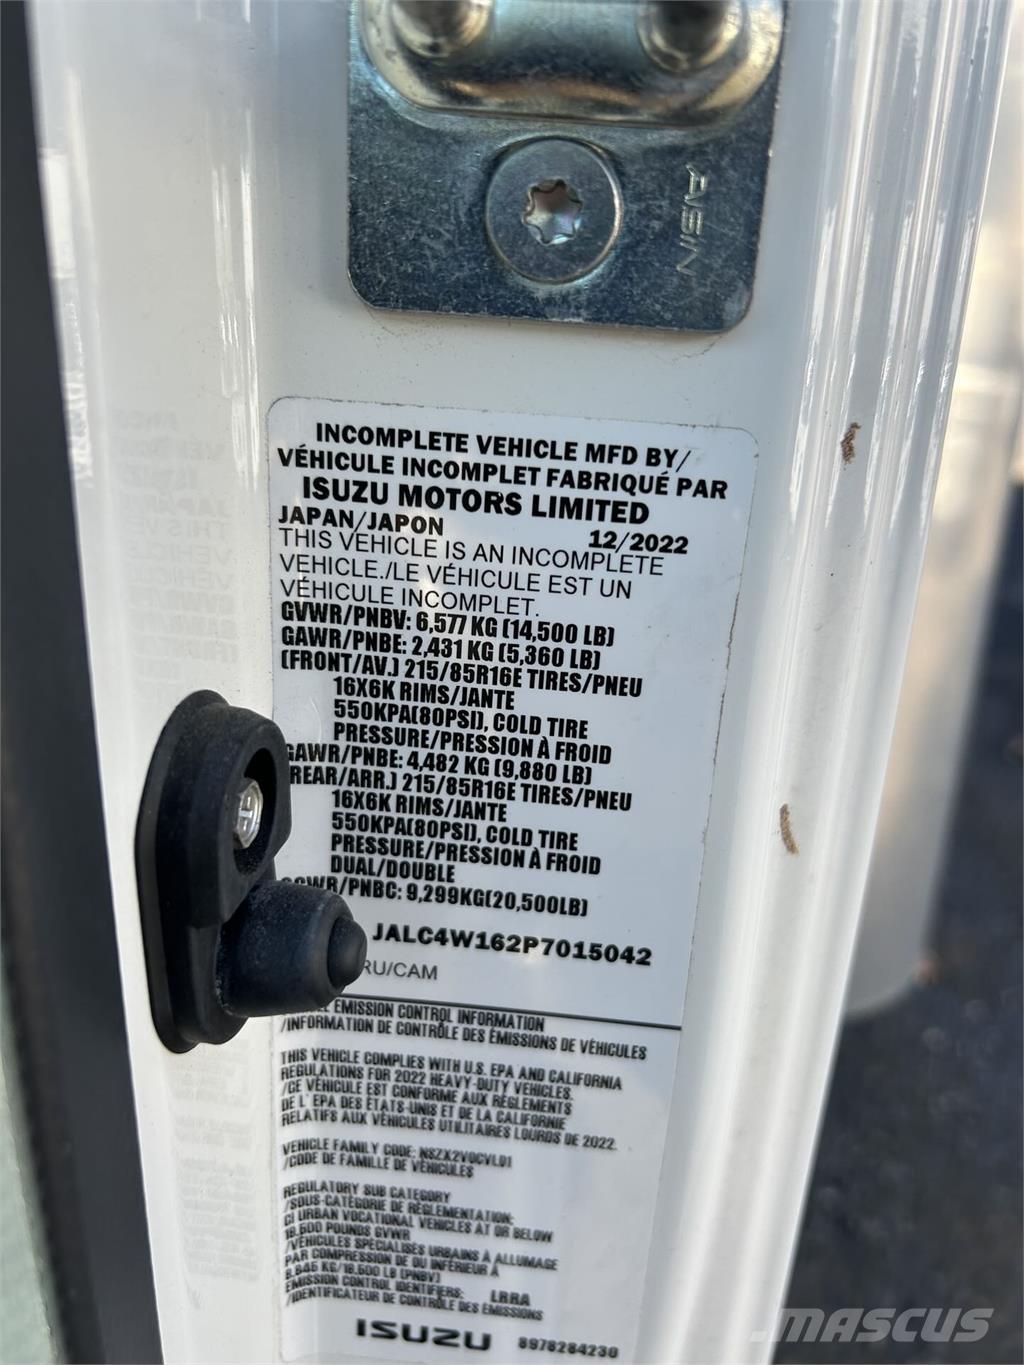 AISIN
INCOMPLETE VEHICLE MFD BY/
VÉHICULE INCOMPLET FABRIQUÉ PAR
ISUZU MOTORS LIMITED
JAPAN/JAPON 12/2022
THIS VEHICLE IS AN INCOMPLETE
VEHICLE./LE VÉHICULE EST UN
VÉHICULE INCOMPLET.
GVWR/PNBV: 6,577 KG (14,500 LB)
GAWR/PNBE: 2,431 KG (5,360 LB)
(FRONT/AV.) 215/85R16E TIRES/PNEU
16X6K RIMS/JANTE
550KPA(80PSI), COLD TIRE
PRESSURE/PRESSION À FROID
GAWR/PNBE: 4,482 KG (9,880 LB)
REAR/ARR.) 215/85R16E TIRES/PNEU
16X6K RIMS/JANTE
550KPA(80PSI), COLD TIRE
PRESSURE/PRESSION À FROID
DUAL/DOUBLE
WR/PNBC: 9,299KG(20,500LB)
JALC4W162P7015042
RU/CAM
EMISSION CONTROL INFORMATION
/INFORMATION DE CONTRÔLE DES ÉMISSIONS DE VÉHICULES
THIS VEHICLE COMPLIES WITH U.S. EPA AND CALIFORNIA
REGULATIONS FOR 2022 HEAVY-DUTY VEHICLES.
/CE VÉHICULE EST CONFORME AUX RÈGLEMENTS
DE L'EPA DES ÉTATS-UNIS ET DE LA CALIFORNIE
RELATIFS AUX VÉHICULES UTILITAIRES LOURDS DE 2022.
VEHICLE FAMILY CODE: NSZX2VOCVL01
/CODE DE FAMILLE DE VÉHICULES
REGULATORY SUB CATEGORY
/SOUS-CATÉGORIE DE RÉGLEMENTATION:
CI URBAN VOCATIONAL VEHICLES AT OR BELOW
19,500 POUNDS GVWR
/VÉHICULES SPÉCIALISÉS URBAINS À ALLUMAGE
PAR COMPRESSION DE OU INFÉRIEUR À
8,845 KG/19,500 LB (PNBV)
EMISSION CONTROL IDENTIFIERS: LRRA
/IDENTIFICATEUR DE CONTRÔLE DES ÉMISSIONS
ISUZU 8978284230
MASCUS